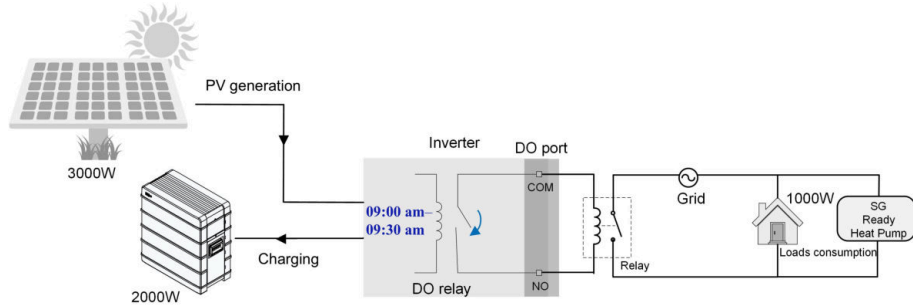 PV generation
3000W
Inverter
DO port
COM
09:00 am
09:30 am
Charging
2000W
DO relay
NO
Relay
Grid
1000W
Loads consumption
SG
Ready
Heat Pump